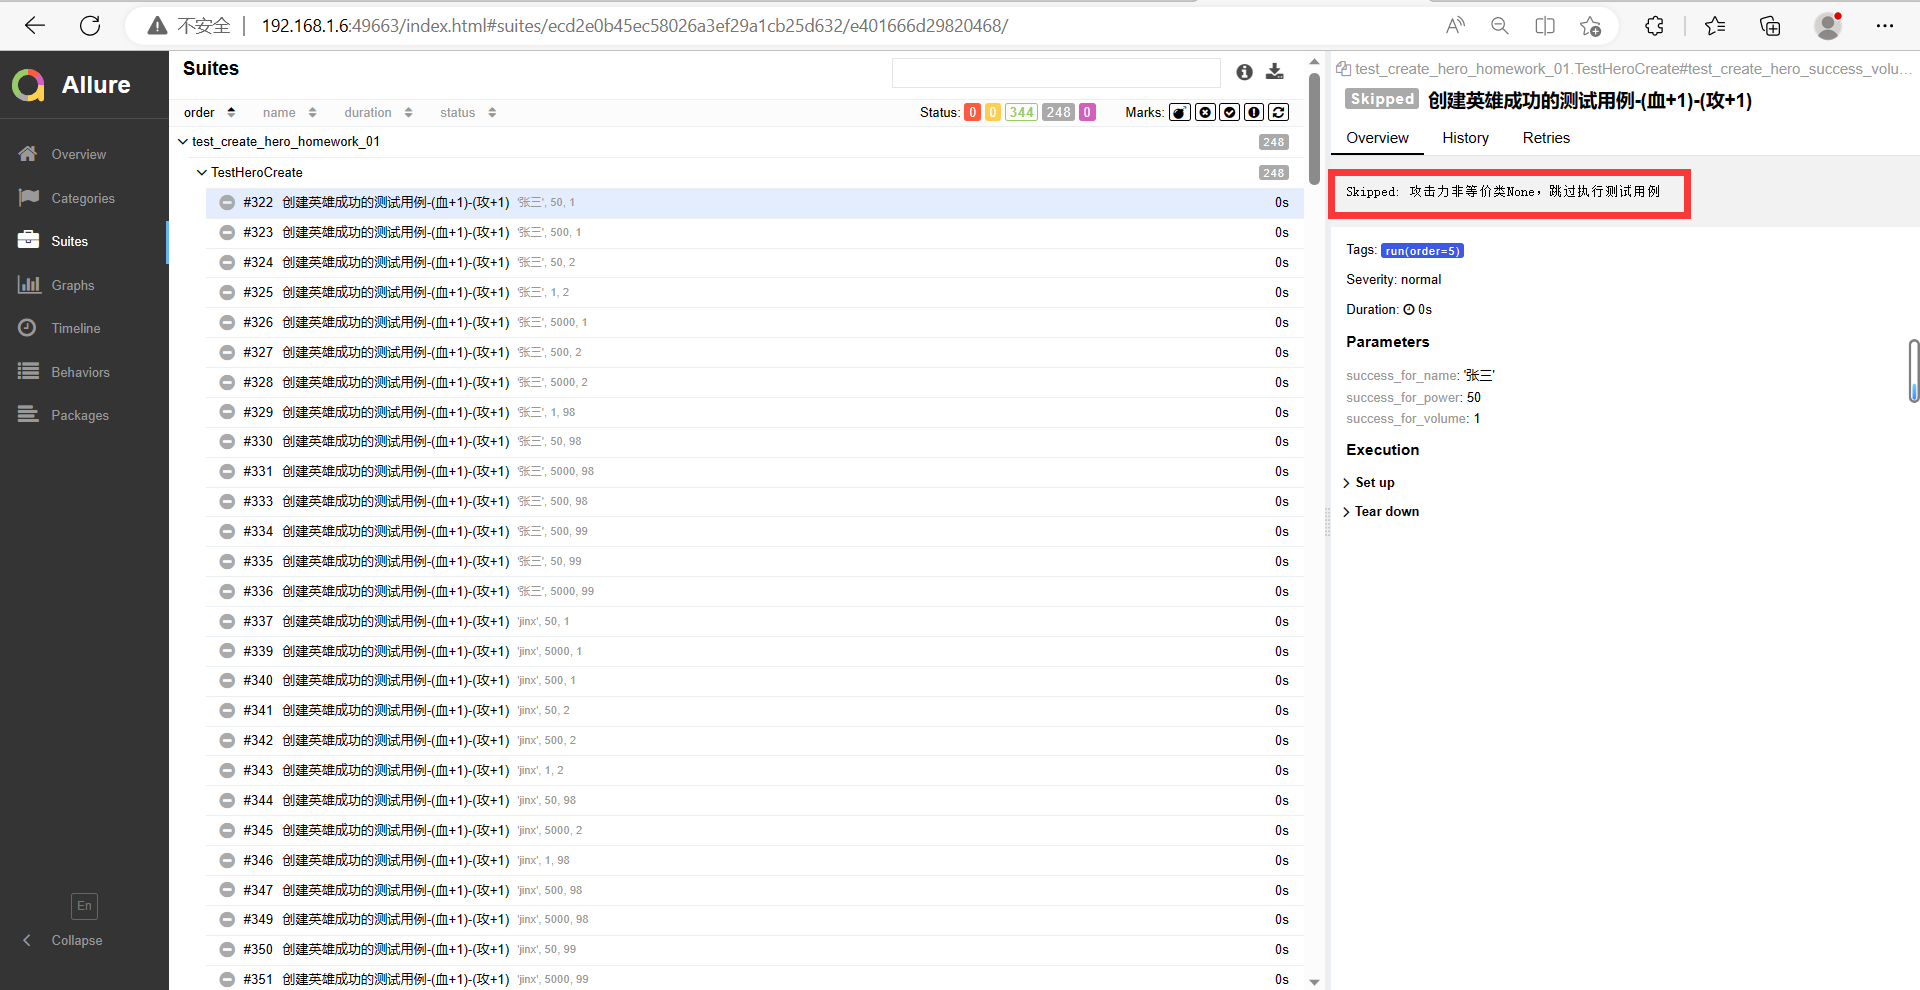 不安全
192.168.1.6:49663/index.html#suites/ecd2e0b45ec58026a3ef29a1cb25d632/e401666d29820468/
Allure
Overview
Categories
Suites
Graphs
Timeline
Behaviors
Packages
En
Collapse
Suites
order name duration status
Status: 0 0 344 248 0 Marks:
test_create_hero_homework_01 248
TestHeroCreate 248
#322 创建英雄成功的测试用例-(血+1)-(攻+1) '张三', 50, 1 0s
#323 创建英雄成功的测试用例-(血+1)-(攻+1) '张三', 500, 1 0s
#324 创建英雄成功的测试用例-(血+1)-(攻+1) '张三', 50, 2 0s
#325 创建英雄成功的测试用例-(血+1)-(攻+1) '张三', 1, 2 0s
#326 创建英雄成功的测试用例-(血+1)-(攻+1) '张三', 5000, 1 0s
#327 创建英雄成功的测试用例-(血+1)-(攻+1) '张三', 500, 2 0s
#328 创建英雄成功的测试用例-(血+1)-(攻+1) '张三', 5000, 2 0s
#329 创建英雄成功的测试用例-(血+1)-(攻+1) '张三', 1, 98 0s
#330 创建英雄成功的测试用例-(血+1)-(攻+1) '张三', 50, 98 0s
#331 创建英雄成功的测试用例-(血+1)-(攻+1) '张三', 5000, 98 0s
#333 创建英雄成功的测试用例-(血+1)-(攻+1) '张三', 500, 98 0s
#334 创建英雄成功的测试用例-(血+1)-(攻+1) '张三', 500, 99 0s
#335 创建英雄成功的测试用例-(血+1)-(攻+1) '张三', 50, 99 0s
#336 创建英雄成功的测试用例-(血+1)-(攻+1) '张三', 5000, 99 0s
#337 创建英雄成功的测试用例-(血+1)-(攻+1) 'jinx', 50, 1 0s
#339 创建英雄成功的测试用例-(血+1)-(攻+1) 'jinx', 5000, 1 0s
#340 创建英雄成功的测试用例-(血+1)-(攻+1) 'jinx', 500, 1 0s
#341 创建英雄成功的测试用例-(血+1)-(攻+1) 'jinx', 50, 2 0s
#342 创建英雄成功的测试用例-(血+1)-(攻+1) 'jinx', 500, 2 0s
#343 创建英雄成功的测试用例-(血+1)-(攻+1) 'jinx', 1, 2 0s
#344 创建英雄成功的测试用例-(血+1)-(攻+1) 'jinx', 50, 98 0s
#345 创建英雄成功的测试用例-(血+1)-(攻+1) 'jinx', 5000, 2 0s
#346 创建英雄成功的测试用例-(血+1)-(攻+1) 'jinx', 1, 98 0s
#347 创建英雄成功的测试用例-(血+1)-(攻+1) 'jinx', 500, 98 0s
#349 创建英雄成功的测试用例-(血+1)-(攻+1) 'jinx', 5000, 98 0s
#350 创建英雄成功的测试用例-(血+1)-(攻+1) 'jinx', 50, 99 0s
#351 创建英雄成功的测试用例-(血+1)-(攻+1) 'jinx', 5000, 99 0s
test_create_hero_homework_01.TestHeroCreate#test_create_hero_success_volu...
Skipped 创建英雄成功的测试用例-(血+1)-(攻+1)
Overview History Retries
Skipped: 攻击力非等价类None，跳过执行测试用例
Tags: run(order=5)
Severity: normal
Duration: 0s
Parameters
success_for_name: '张三'
success_for_power: 50
success_for_volume: 1
Execution
Set up
Tear down